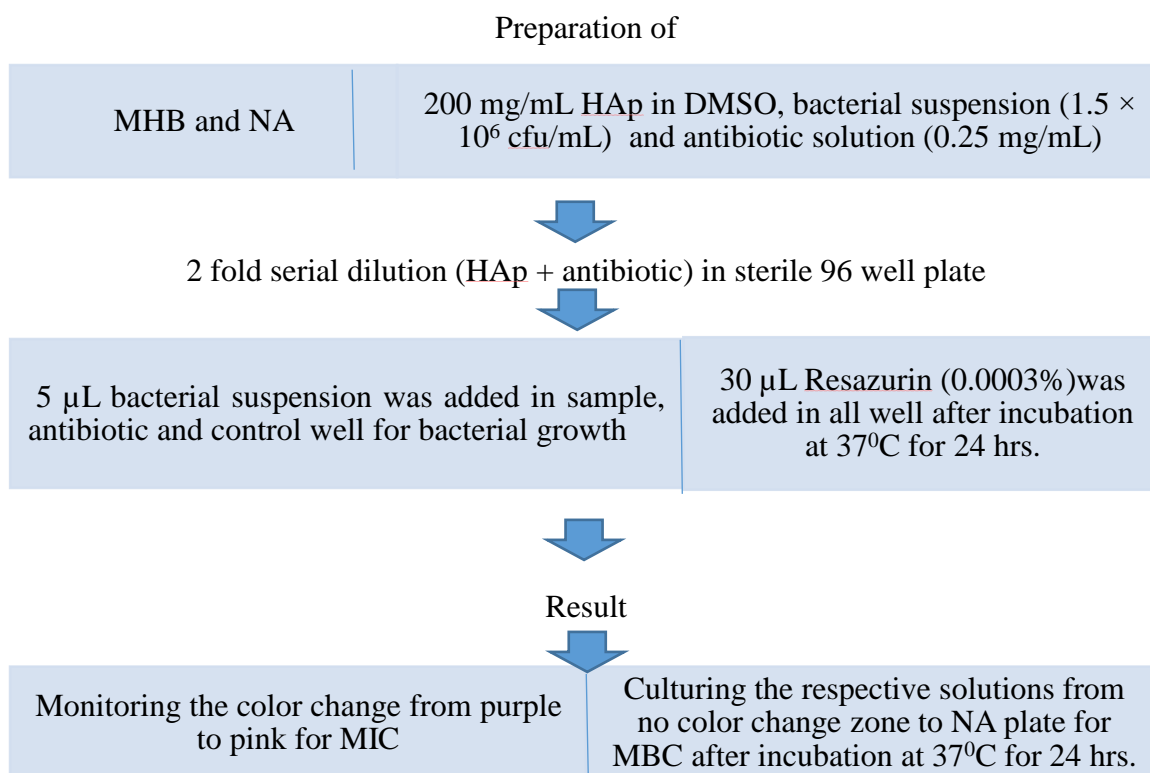 Preparation of
MHB and NA
200 mg/mL HAp in DMSO, bacterial suspension (1.5 ×
10⁶ cfu/mL) and antibiotic solution (0.25 mg/mL)
2 fold serial dilution (HAp + antibiotic) in sterile 96 well plate
5 µL bacterial suspension was added in sample,
antibiotic and control well for bacterial growth
30 µL Resazurin (0.0003%)was
added in all well after incubation
at 37⁰C for 24 hrs.
Result
Monitoring the color change from purple
to pink for MIC
Culturing the respective solutions from
no color change zone to NA plate for
MBC after incubation at 37⁰C for 24 hrs.